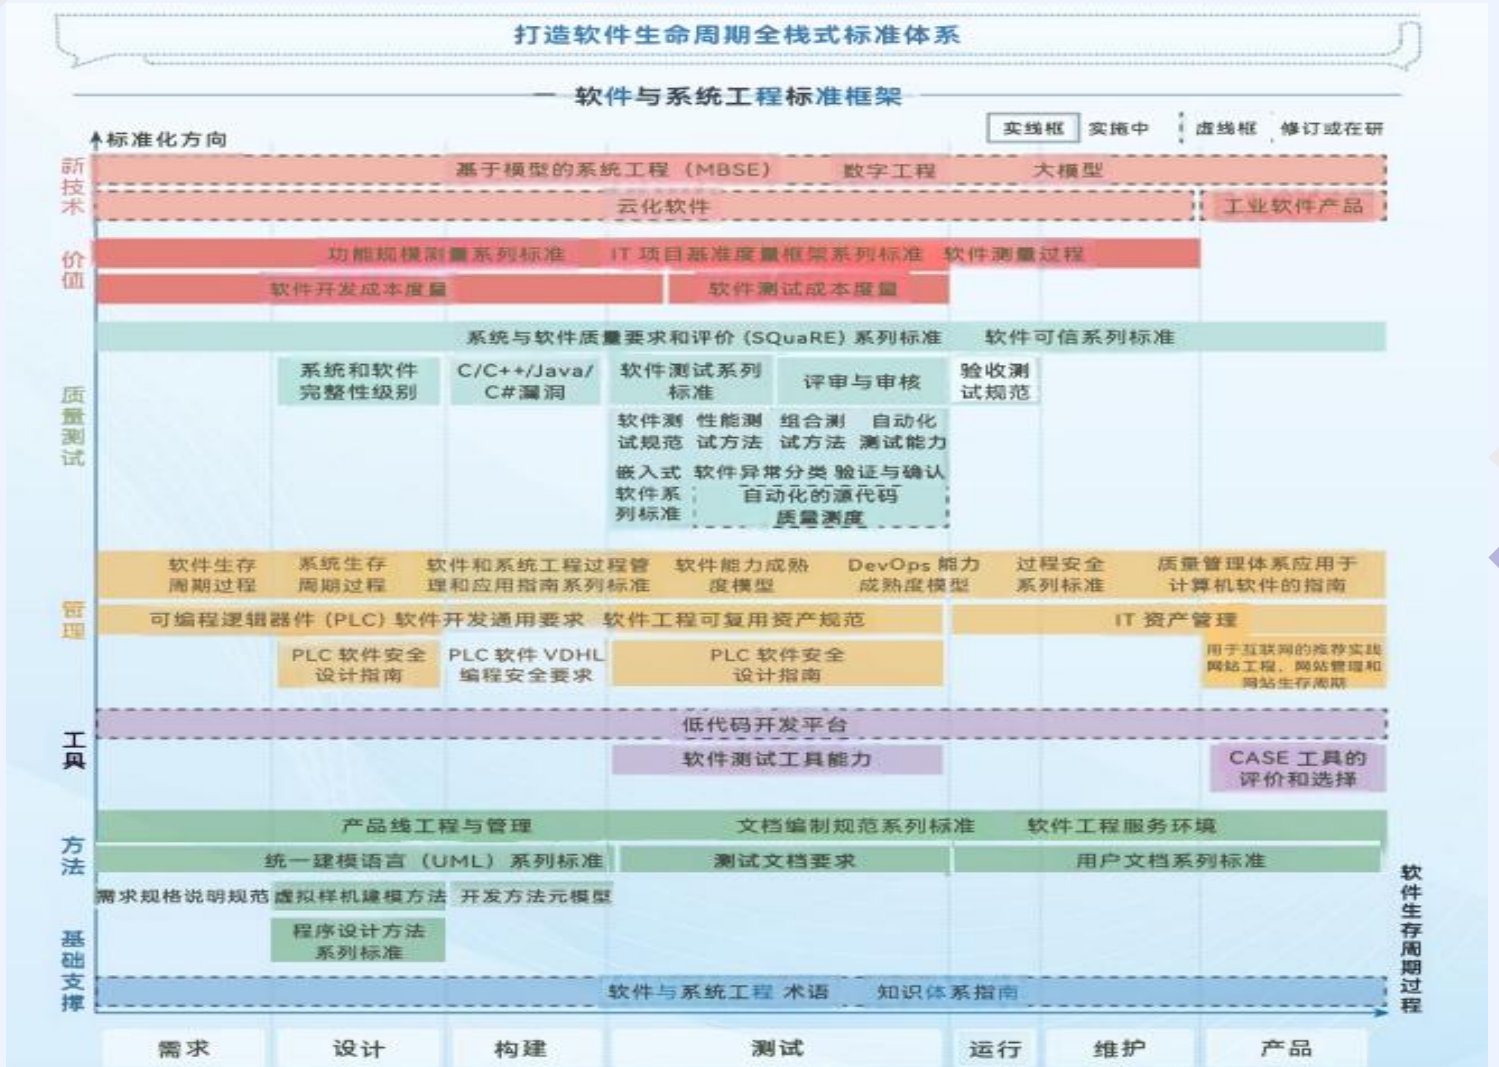 打造软件生命周期全栈式标准体系
软件与系统工程标准框架
实线框 实施中 虚线框 修订或在研
标准化方向
新技术
基于模型的系统工程（MBSE） 数字工程 大模型
云化软件 工业软件产品
价值
功能规模测量系列标准 IT 项目基准度量框架系列标准 软件测量过程
软件开发成本度量 软件测试成本度量
质量测试
系统与软件质量要求和评价 (SQuaRE) 系列标准 软件可信系列标准
系统和软件
完整性级别
C/C++/Java/
C#漏洞
软件测试系列
标准
评审与审核
验收测
试规范
软件测
试规范
性能测
试方法
组合测
试方法
自动化
测试能力
嵌入式
软件系
列标准
软件异常分类 验证与确认
自动化的源代码
质量测度
管理
软件生存
周期过程
系统生存
周期过程
软件和系统工程过程管
理和应用指南系列标准
软件能力成熟
度模型
DevOps 能力
成熟度模型
过程安全
系列标准
质量管理体系应用于
计算机软件的指南
可编程逻辑器件 (PLC) 软件开发通用要求 软件工程可复用资产规范 IT 资产管理
PLC 软件安全
设计指南
PLC 软件 VDHL
编程安全要求
PLC 软件安全
设计指南
用于互联网的推荐实践
网站工程、网站管理和
网站生存周期
工具
低代码开发平台
软件测试工具能力
CASE 工具的
评价和选择
方法
产品线工程与管理 文档编制规范系列标准 软件工程服务环境
统一建模语言（UML）系列标准 测试文档要求 用户文档系列标准
需求规格说明规范 虚拟样机建模方法 开发方法元模型
程序设计方法
系列标准
基础支撑
软件与系统工程 术语 知识体系指南
软件生存周期过程
需求 设计 构建 测试 运行 维护 产品